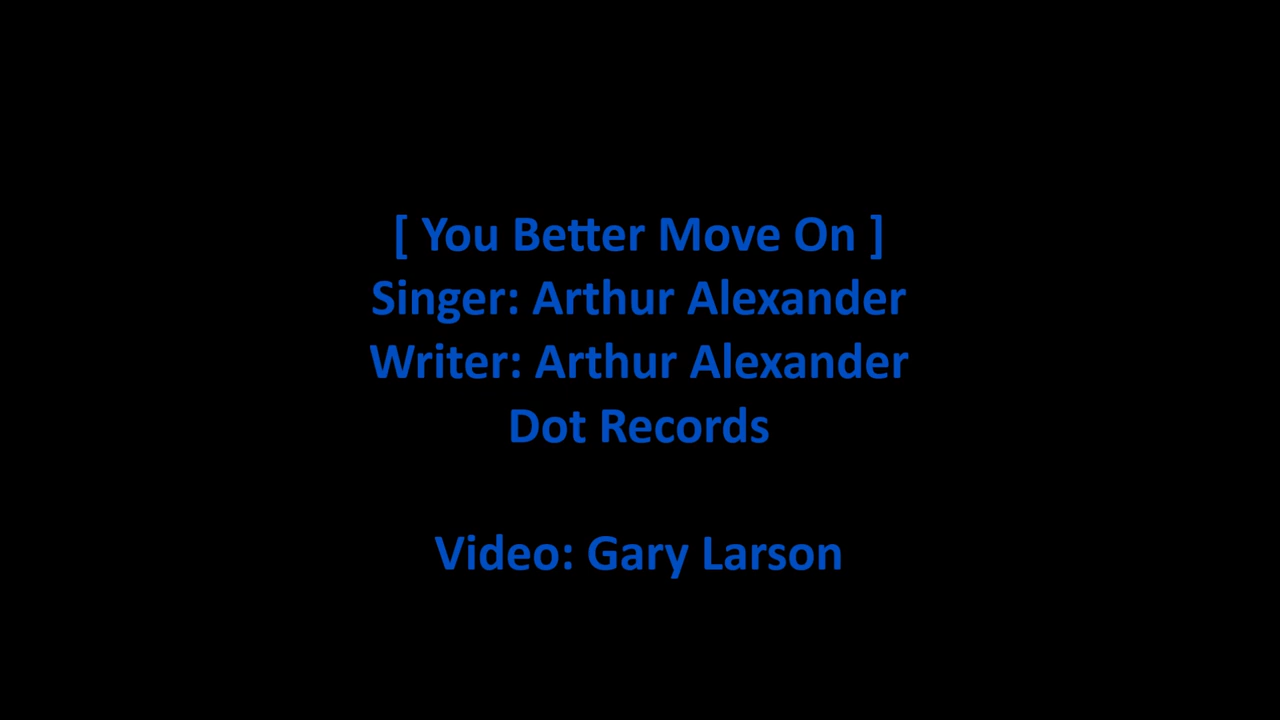 [ You Better Move On ]
Singer: Arthur Alexander
Writer: Arthur Alexander
Dot Records
Video: Gary Larson